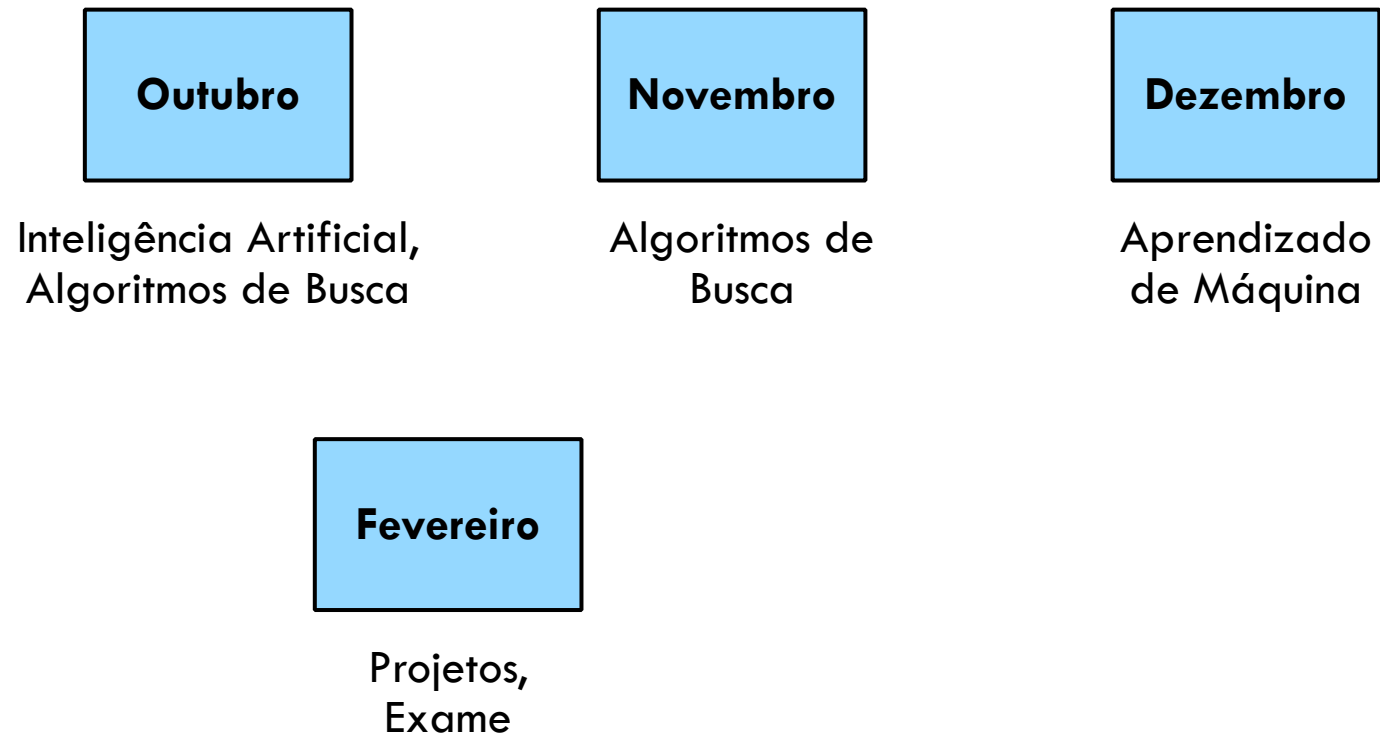 Outubro
Inteligência Artificial,
Algoritmos de Busca
Novembro
Algoritmos de
Busca
Dezembro
Aprendizado
de Máquina
Fevereiro
Projetos,
Exame